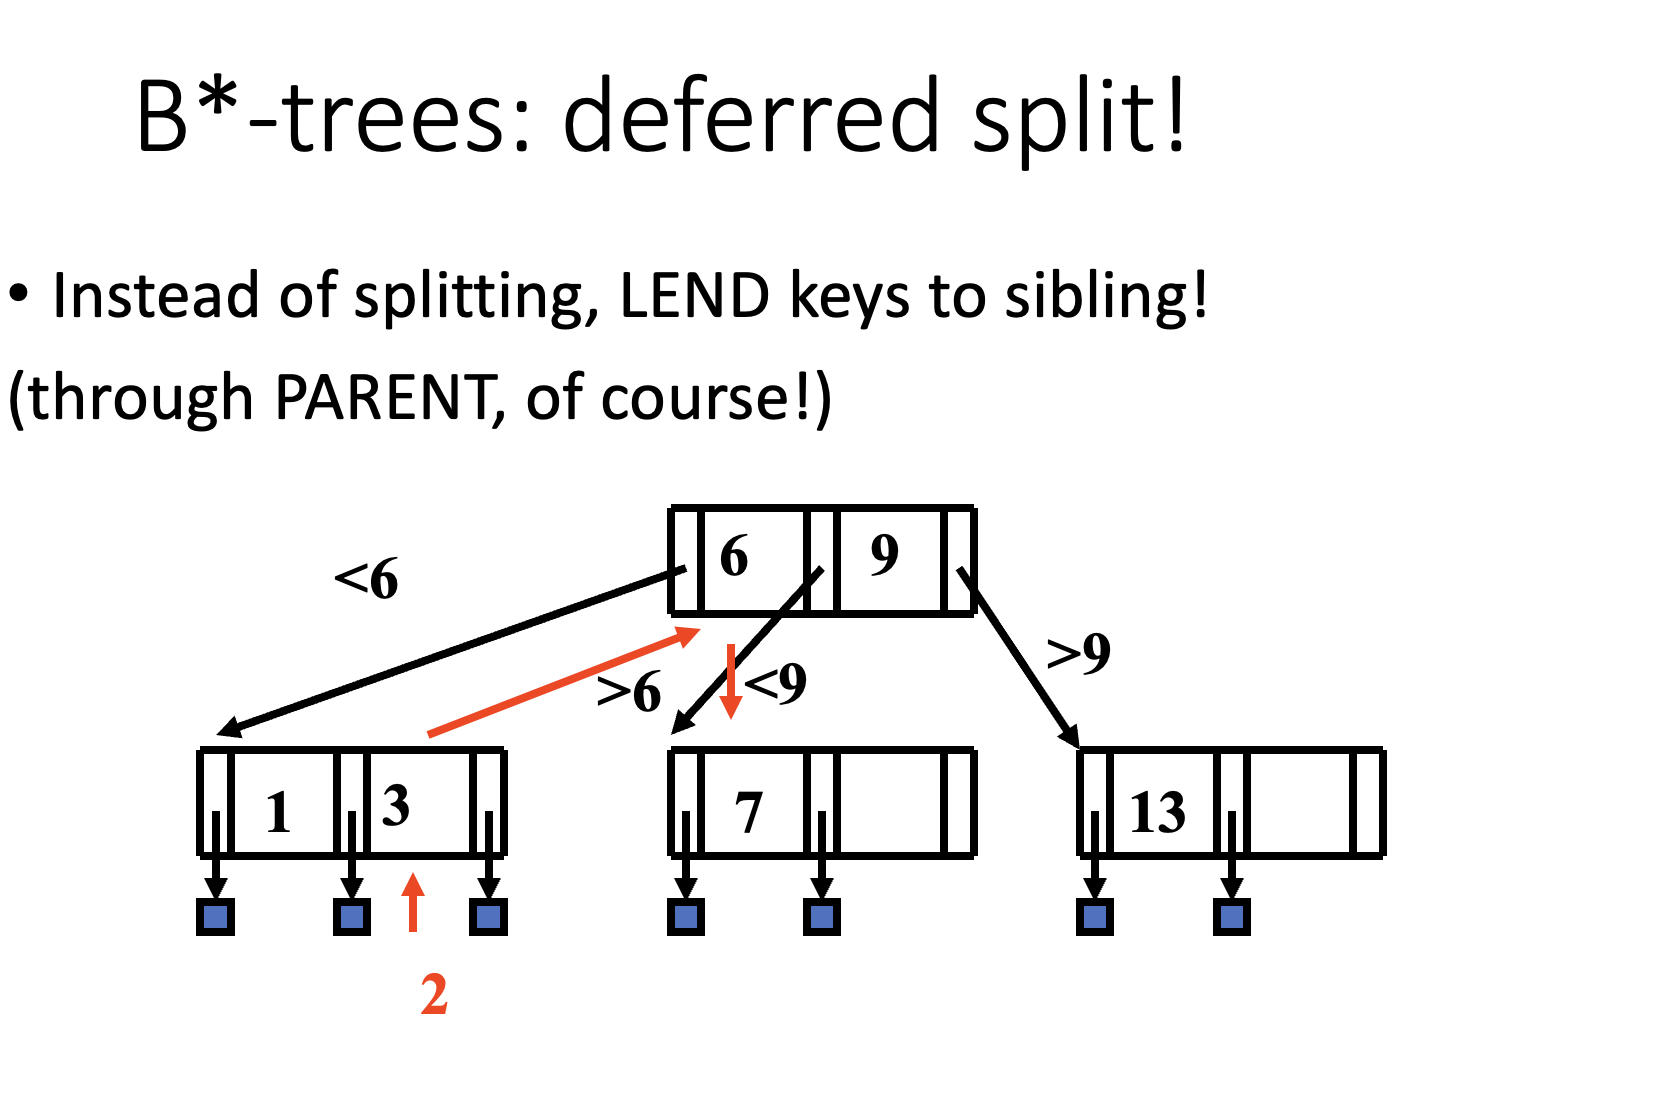 B*-trees: deferred split!
• Instead of splitting, LEND keys to sibling!
(through PARENT, of course!)
6 9
<6
>6 <9
>9
1 3
7
13
2